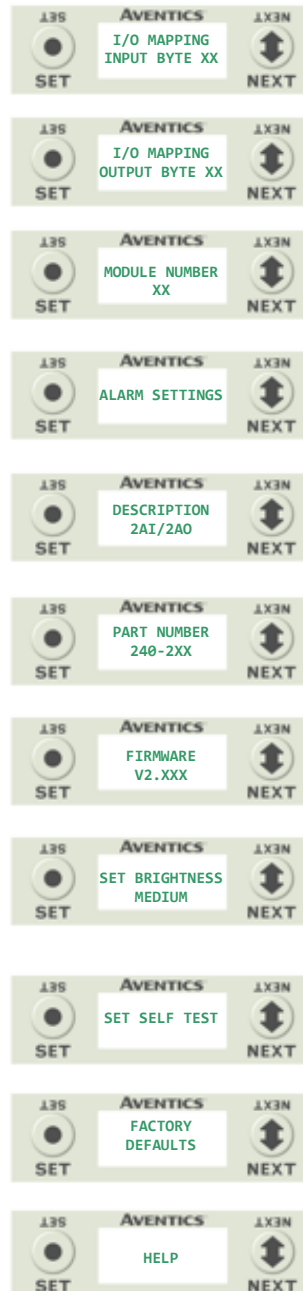 SET AVENTICS NEXT
I/O MAPPING
INPUT BYTE XX
SET NEXT
SET AVENTICS NEXT
I/O MAPPING
OUTPUT BYTE XX
SET NEXT
SET AVENTICS NEXT
MODULE NUMBER
XX
SET NEXT
SET AVENTICS NEXT
ALARM SETTINGS
SET NEXT
SET AVENTICS NEXT
DESCRIPTION
2AI/2AO
SET NEXT
SET AVENTICS NEXT
PART NUMBER
240-2XX
SET NEXT
SET AVENTICS NEXT
FIRMWARE
V2.XXX
SET NEXT
SET AVENTICS NEXT
SET BRIGHTNESS
MEDIUM
SET NEXT
SET AVENTICS NEXT
SET SELF TEST
SET NEXT
SET AVENTICS NEXT
FACTORY
DEFAULTS
SET NEXT
SET AVENTICS NEXT
HELP
SET NEXT